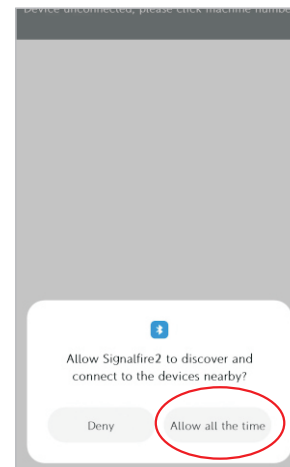 Device unconnected, please click machine number
Allow Signalfire2 to discover and
connect to the devices nearby?
Deny Allow all the time